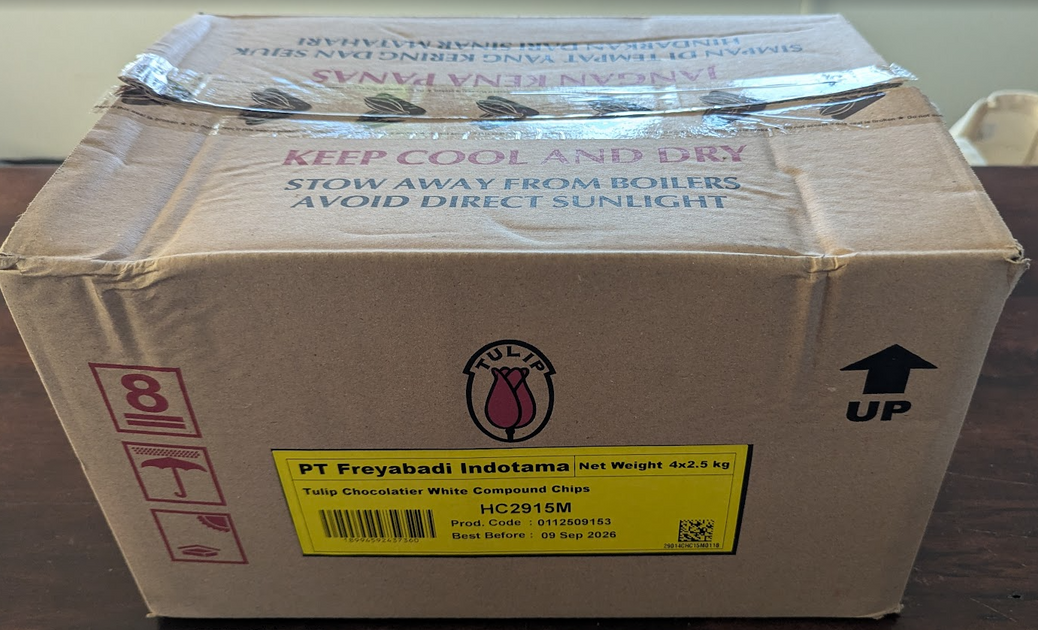 SIMPAN DI TEMPAT YANG KERING DAN SEJUK
HINDARKAN DARI SINAR MATAHARI
JANGAN KENA PANAS
KEEP COOL AND DRY
STOW AWAY FROM BOILERS
AVOID DIRECT SUNLIGHT
TULIP
8
UP
PT Freyabadi Indotama
Net Weight 4x2.5 kg
Tulip Chocolatier White Compound Chips
HC2915M
Prod. Code : 0112509153
Best Before : 09 Sep 2026